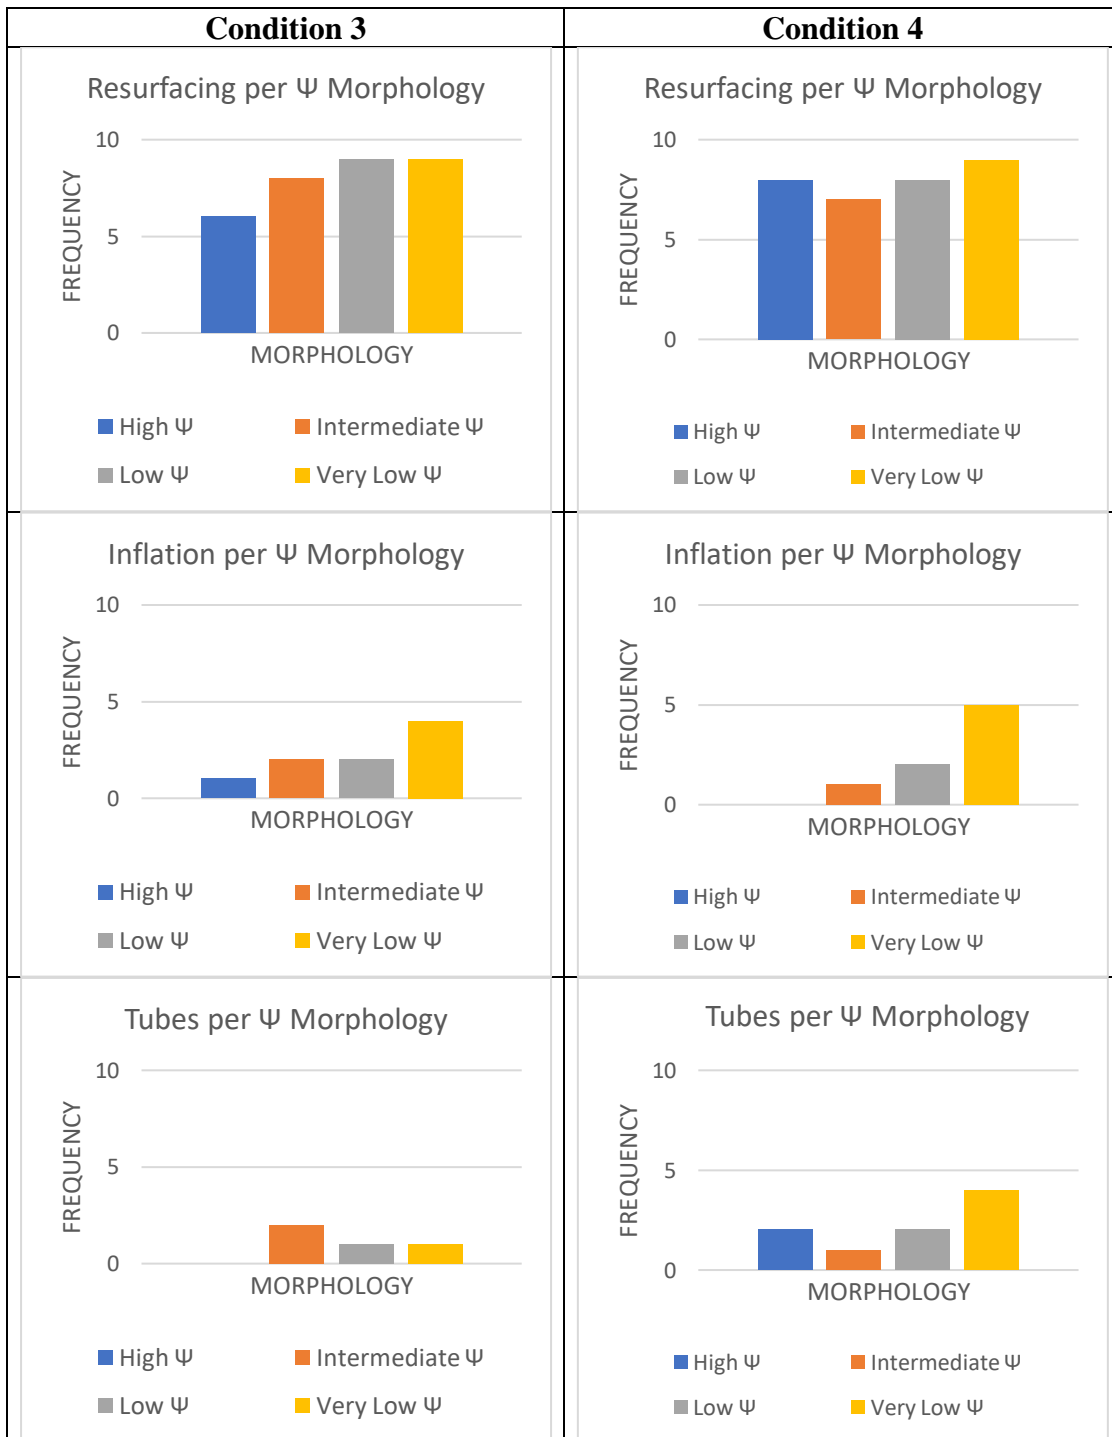 Condition 3
Condition 4
Resurfacing per Ψ Morphology
10
5
0
FREQUENCY
MORPHOLOGY
High Ψ
Intermediate Ψ
Low Ψ
Very Low Ψ
Resurfacing per Ψ Morphology
10
5
0
FREQUENCY
MORPHOLOGY
High Ψ
Intermediate Ψ
Low Ψ
Very Low Ψ
Inflation per Ψ Morphology
10
5
0
FREQUENCY
MORPHOLOGY
High Ψ
Intermediate Ψ
Low Ψ
Very Low Ψ
Inflation per Ψ Morphology
10
5
0
FREQUENCY
MORPHOLOGY
High Ψ
Intermediate Ψ
Low Ψ
Very Low Ψ
Tubes per Ψ Morphology
10
5
0
FREQUENCY
MORPHOLOGY
High Ψ
Intermediate Ψ
Low Ψ
Very Low Ψ
Tubes per Ψ Morphology
10
5
0
FREQUENCY
MORPHOLOGY
High Ψ
Intermediate Ψ
Low Ψ
Very Low Ψ